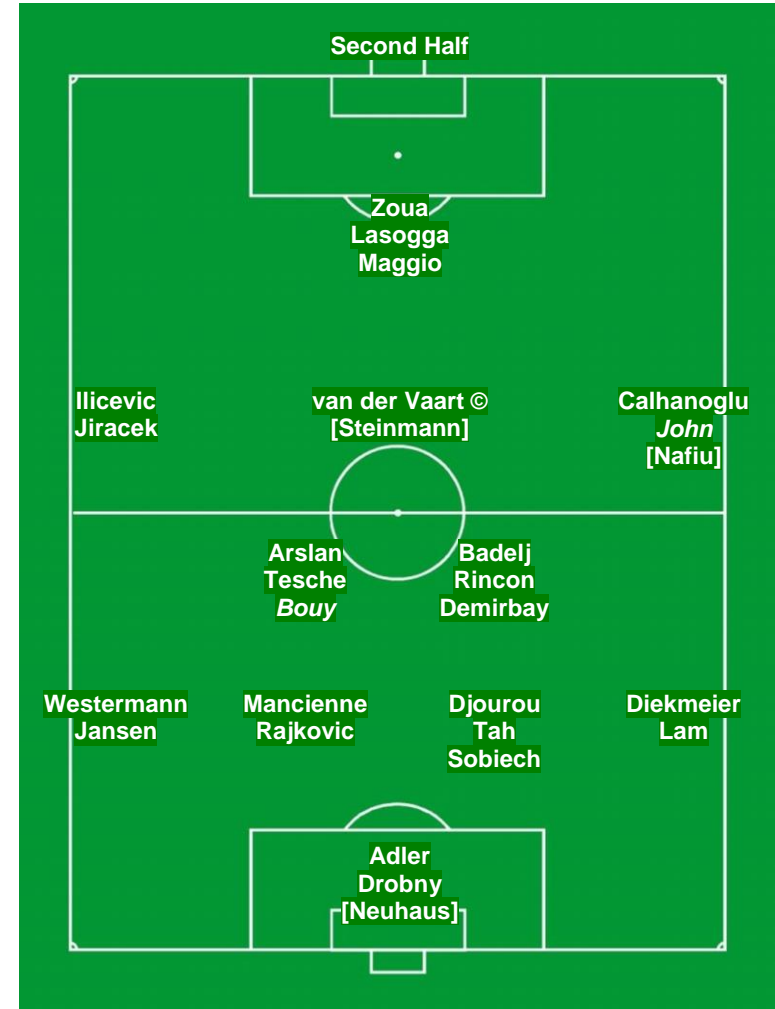 Second Half
Zoua
Lasogga
Maggio
Ilicevic
Jiracek
van der Vaart ©
[Steinmann]
Calhanoglu
John
[Nafiu]
Arslan
Tesche
Bouy
Badelj
Rincon
Demirbay
Westermann
Jansen
Mancienne
Rajkovic
Djourou
Tah
Sobiech
Diekmeier
Lam
Adler
Drobny
[Neuhaus]